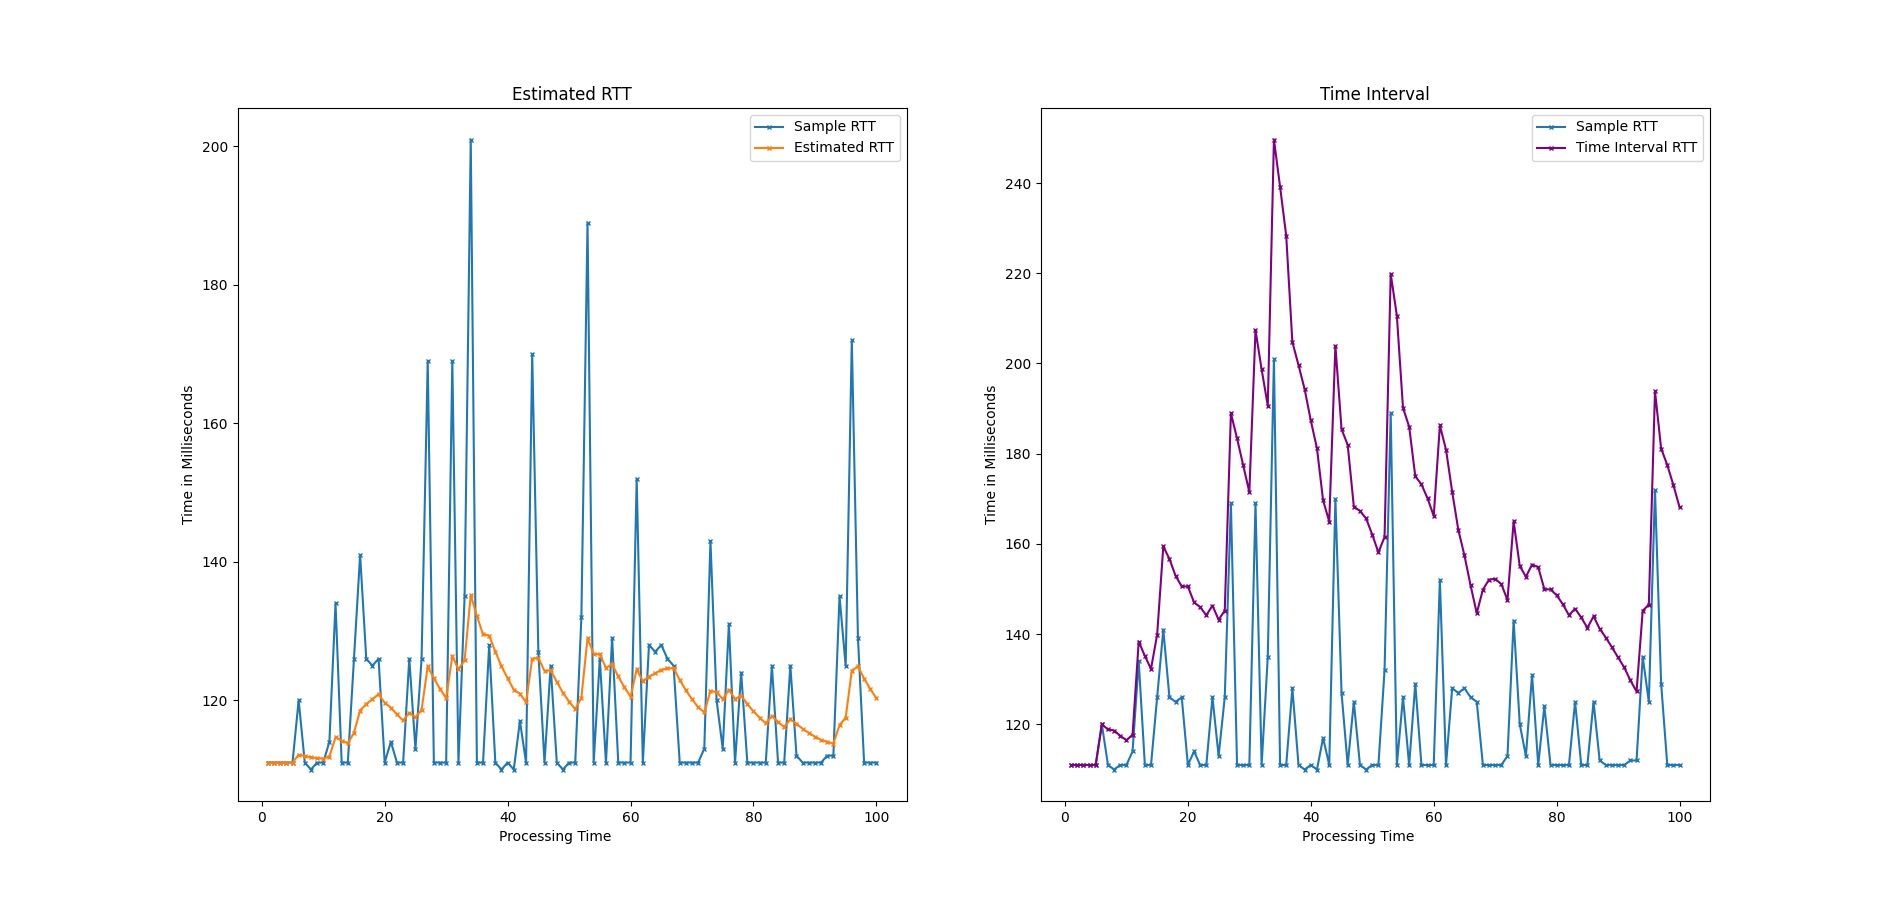 Estimated RTT
Sample RTT
Estimated RTT
200
180
160
140
120
Time in Milliseconds
0 20 40 60 80 100
Processing Time
Time Interval
Sample RTT
Time Interval RTT
240
220
200
180
160
140
120
Time in Milliseconds
0 20 40 60 80 100
Processing Time